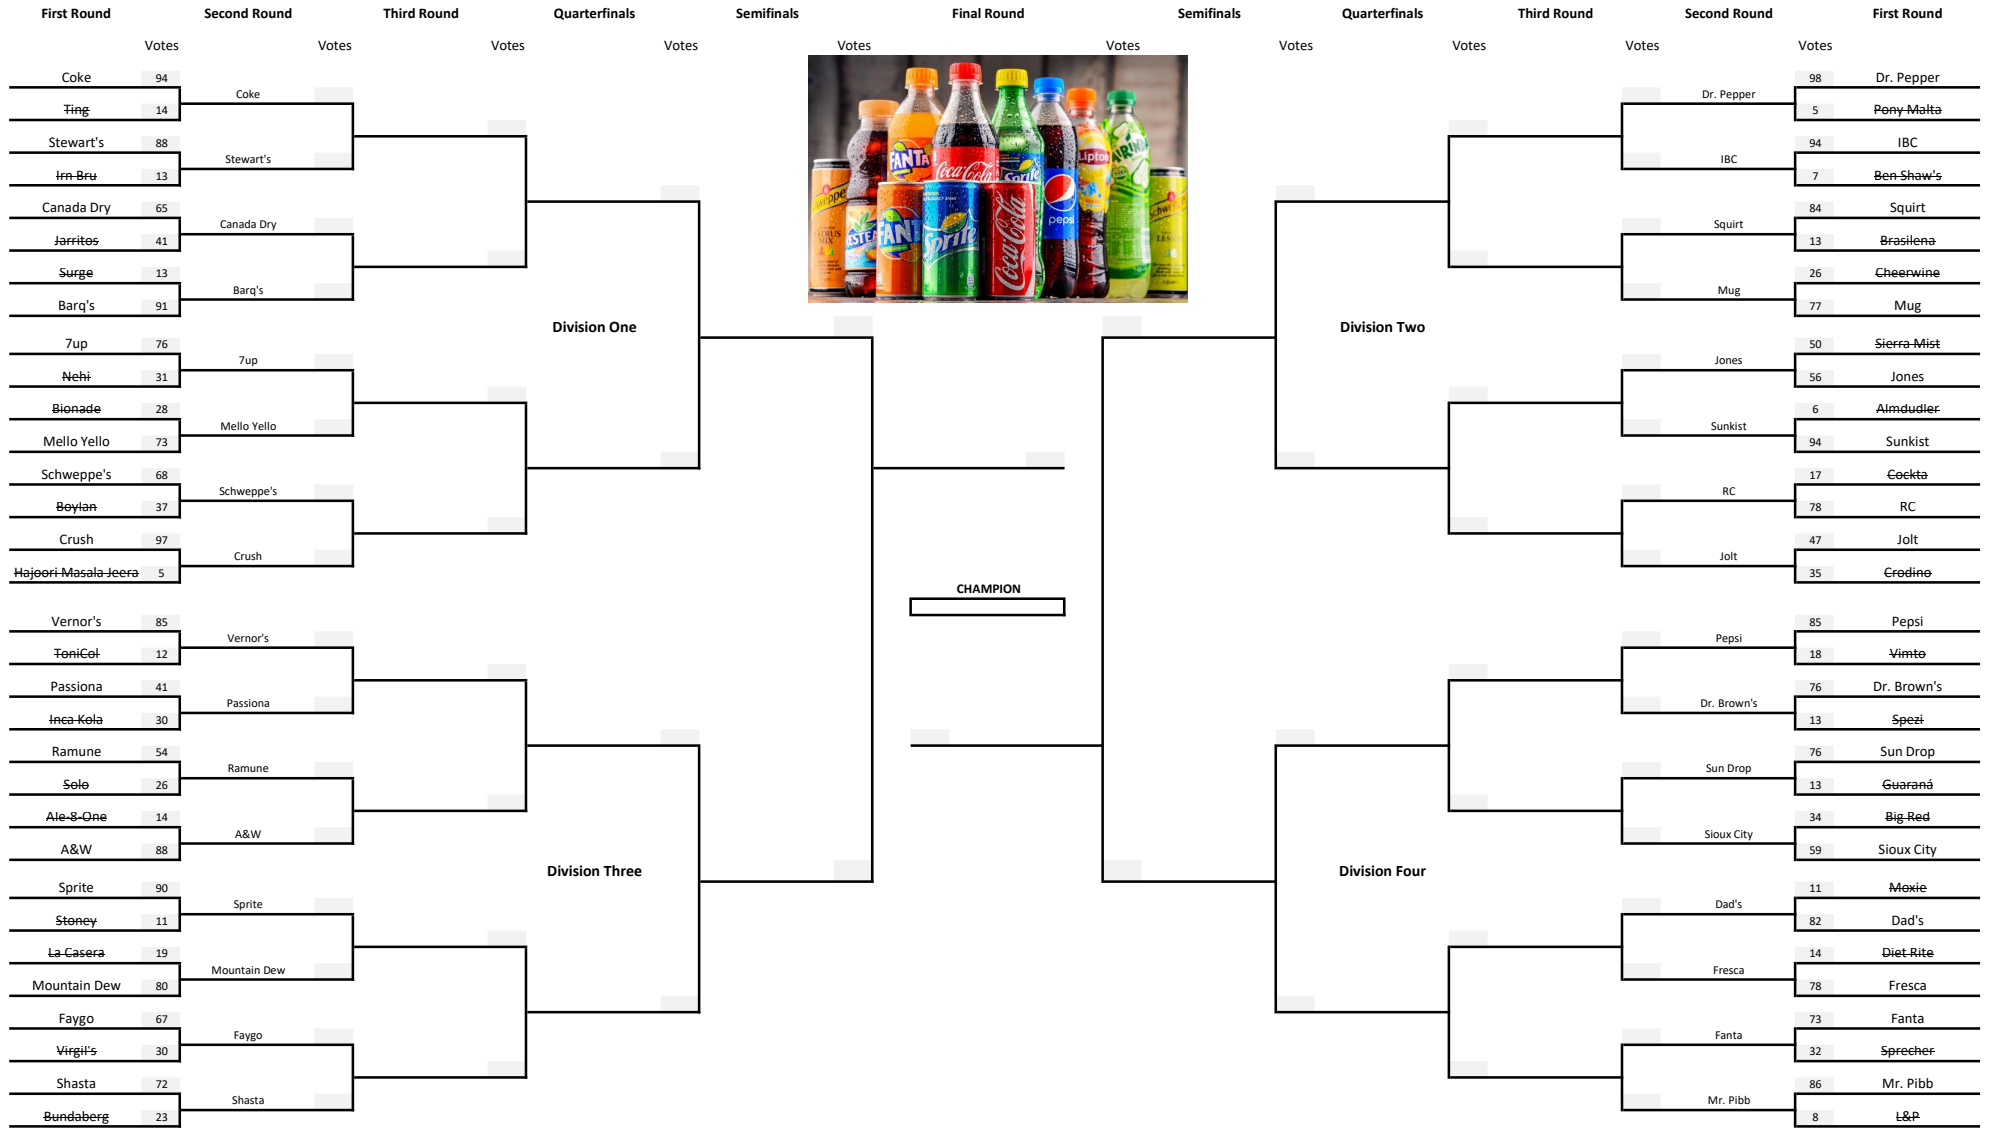 First Round Second Round Third Round Quarterfinals Semifinals Final Round Semifinals Quarterfinals Third Round Second Round First Round
Votes Votes Votes Votes Votes Votes Votes Votes Votes Votes
Coke 94
Coke
Ting 14
Stewart's 88
Stewart's
Irn Bru 13
Canada Dry 65
Canada Dry
Jarritos 41
Surge 13
Barq's
Barq's 91
Division One
7up 76
7up
Nehi 31
Bionade 28
Mello Yello
Mello Yello 73
Schweppe's 68
Schweppe's
Boylan 37
Crush 97
Crush
Hajoori Masala Jeera 5
Vernor's 85
Vernor's
ToniCol 12
Passiona 41
Passiona
Inca Kola 30
Ramune 54
Ramune
Solo 26
Ale-8-One 14
A&W
A&W 88
Division Three
Sprite 90
Sprite
Stoney 11
La Casera 19
Mountain Dew
Mountain Dew 80
Faygo 67
Faygo
Virgil's 30
Shasta 72
Shasta
Bundaberg 23
FANTA
Coca-Cola
Sprite
Lipton
pepsi
FANTA
Sprite
Coca-Cola
CHAMPION
98 Dr. Pepper
Dr. Pepper
5 Pony Malta
94 IBC
IBC
7 Ben Shaw's
84 Squirt
Squirt
13 Brasilena
26 Cheerwine
Mug
77 Mug
Division Two
50 Sierra Mist
Jones
56 Jones
6 Almdudler
Sunkist
94 Sunkist
17 Cockta
RC
78 RC
47 Jolt
Jolt
35 Crodino
85 Pepsi
Pepsi
18 Vimto
76 Dr. Brown's
Dr. Brown's
13 Spezi
76 Sun Drop
Sun Drop
13 Guaraná
34 Big Red
Sioux City
59 Sioux City
Division Four
11 Moxie
Dad's
82 Dad's
14 Diet Rite
Fresca
78 Fresca
73 Fanta
Fanta
32 Sprecher
86 Mr. Pibb
Mr. Pibb
8 L&P